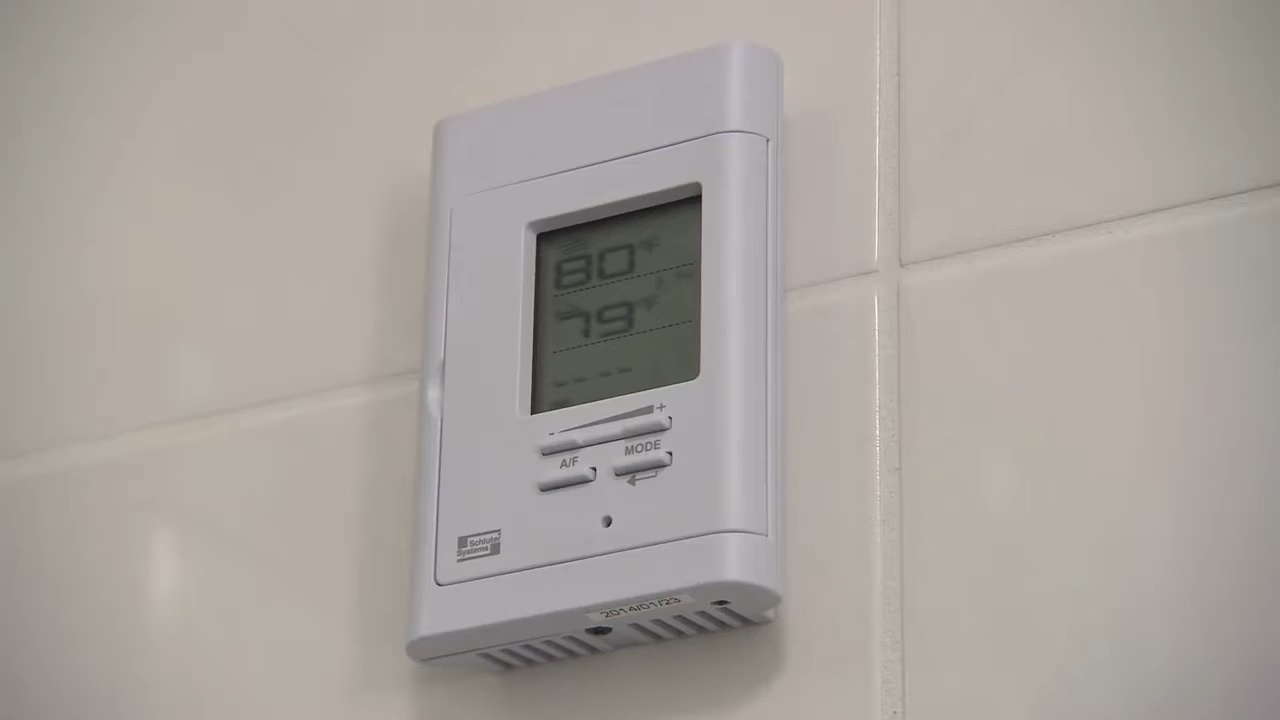 80°F
79°F
- +
A/F MODE
Schluter
Systems
2014/01/23